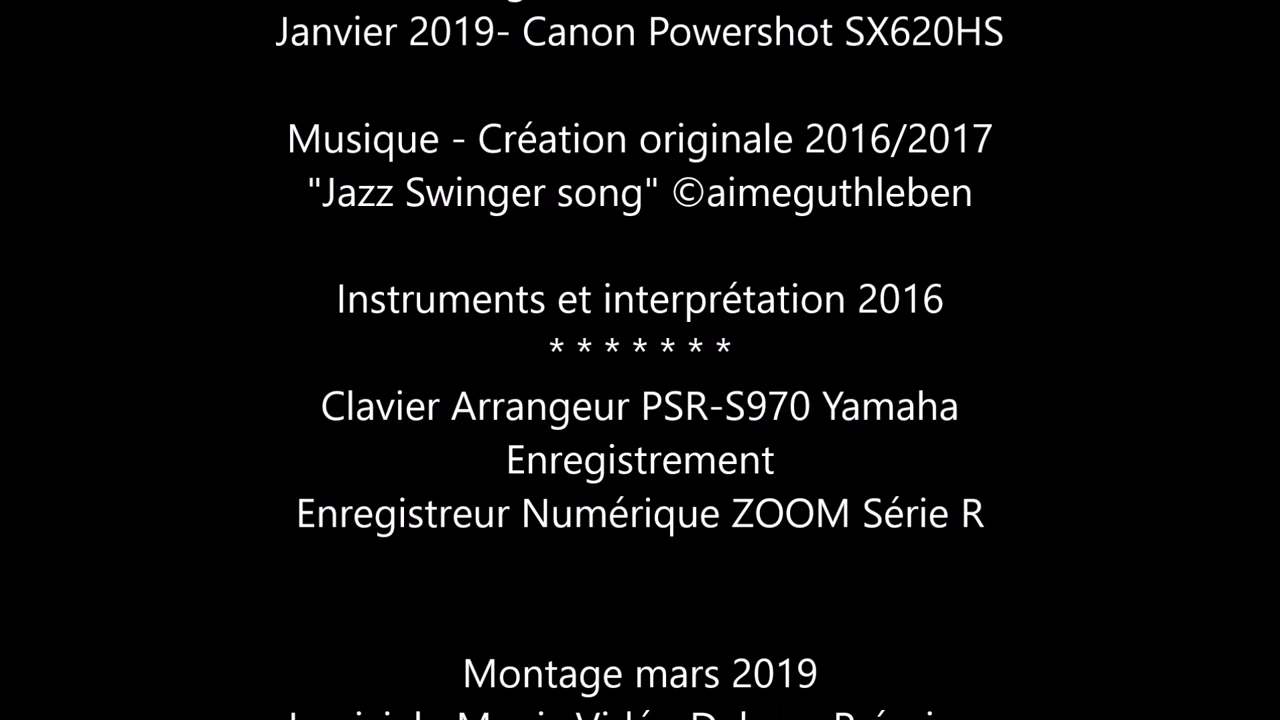 Janvier 2019- Canon Powershot SX620HS
Musique - Création originale 2016/2017
"Jazz Swinger song" ©aimeguthleben
Instruments et interprétation 2016
* * * * * * *
Clavier Arrangeur PSR-S970 Yamaha
Enregistrement
Enregistreur Numérique ZOOM Série R
Montage mars 2019